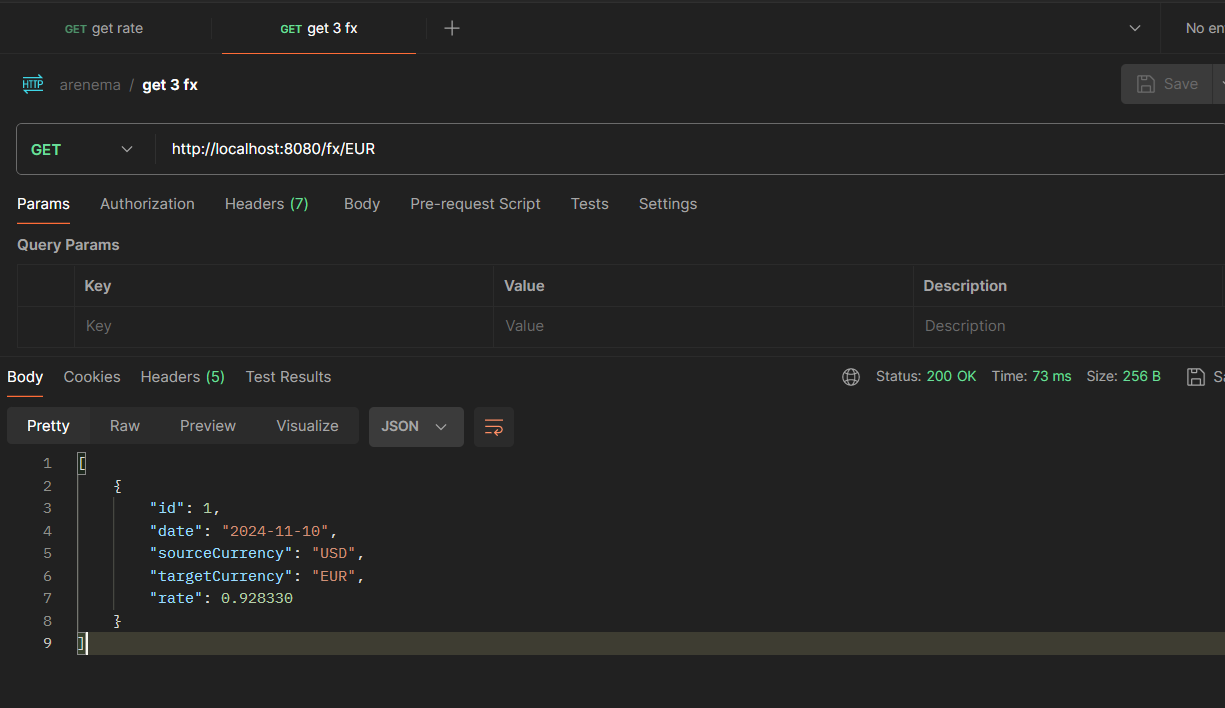 GET get rate
GET get 3 fx
No en
HTTP arenema / get 3 fx
Save
GET http://localhost:8080/fx/EUR
Params Authorization Headers (7) Body Pre-request Script Tests Settings
Query Params
Key Value Description
Key Value Description
Body Cookies Headers (5) Test Results Status: 200 OK Time: 73 ms Size: 256 B Sa
Pretty Raw Preview Visualize JSON
1 [
2 {
3 "id": 1,
4 "date": "2024-11-10",
5 "sourceCurrency": "USD",
6 "targetCurrency": "EUR",
7 "rate": 0.928330
8 }
9 ]